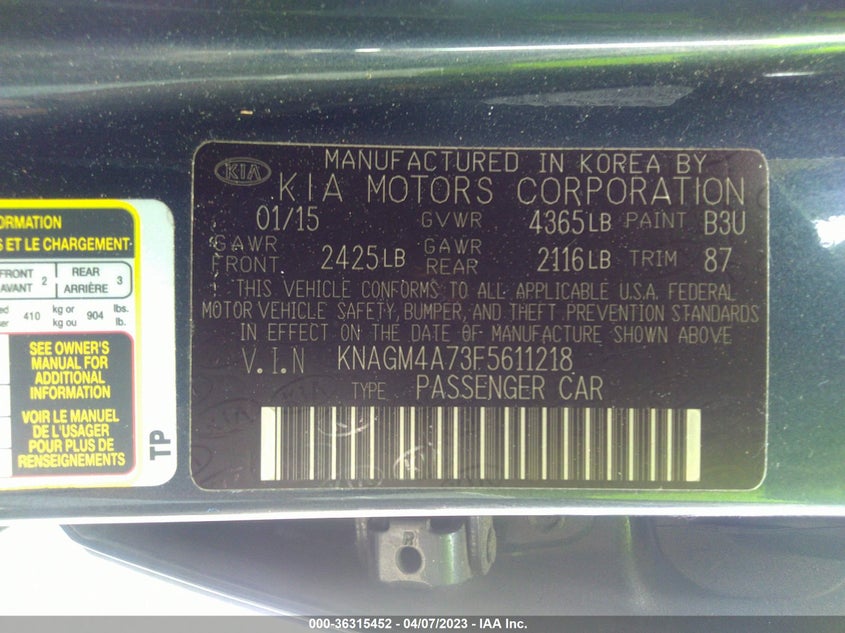 KIA
MANUFACTURED IN KOREA BY
KIA MOTORS CORPORATION
01/15 GVWR 4365LB PAINT B3U
GAWR FRONT 2425LB GAWR REAR 2116LB TRIM 87
THIS VEHICLE CONFORMS TO ALL APPLICABLE U.S.A. FEDERAL
MOTOR VEHICLE SAFETY, BUMPER, AND THEFT PREVENTION STANDARDS
IN EFFECT ON THE DATE OF MANUFACTURE SHOWN ABOVE
V.I.N KNAGM4A73F5611218
TYPE PASSENGER CAR
ES ET LE CHARGEMENT
FRONT 2 REAR 3
ARRIÈRE
410 kg or lbs.
kg ou 904 lb.
SEE OWNER'S
MANUAL FOR
ADDITIONAL
INFORMATION
VOIR LE MANUEL
DE L'USAGER
POUR PLUS DE
RENSEIGNEMENTS
TP
R
000-36315452 - 04/07/2023 - IAA Inc.